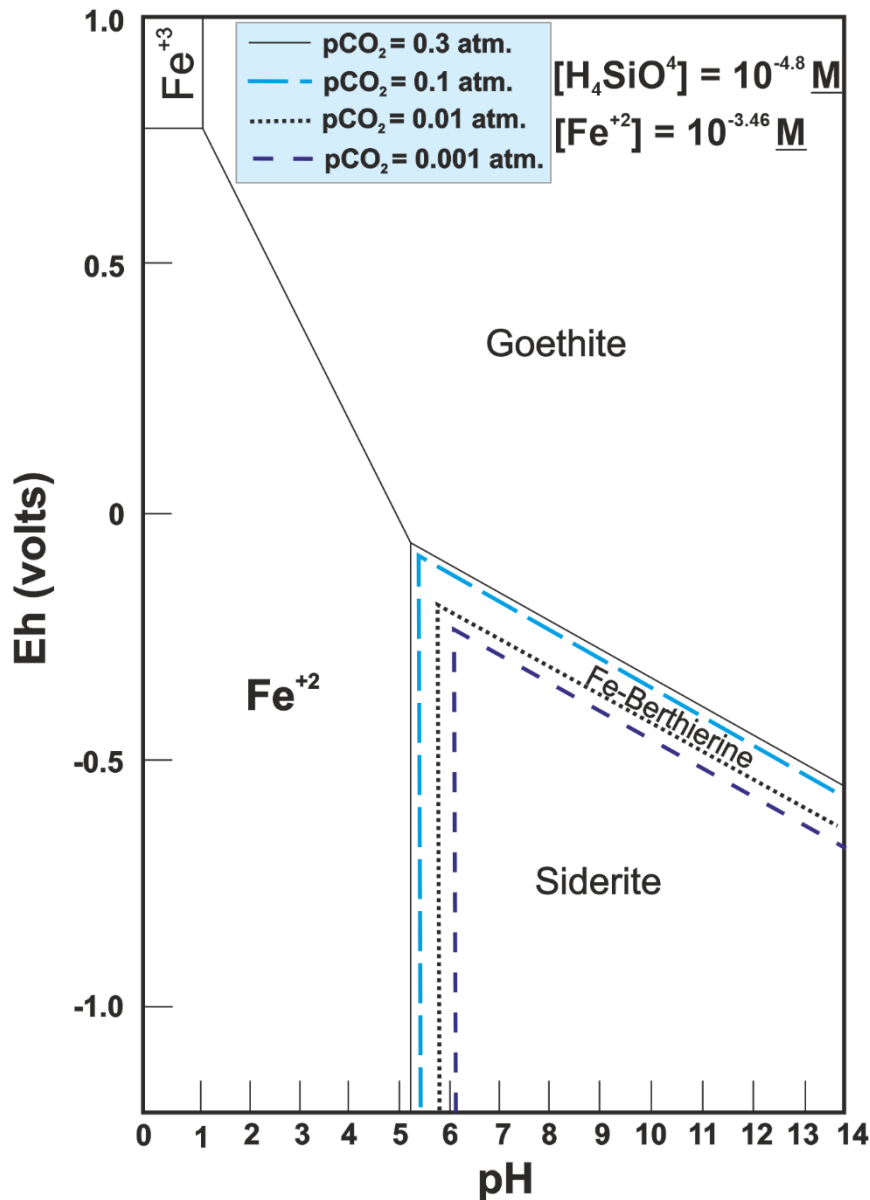 1.0
0.5
0
-0.5
-1.0
Eh (volts)
Fe+3
pCO2 = 0.3 atm.
pCO2 = 0.1 atm.
pCO2 = 0.01 atm.
pCO2 = 0.001 atm.
[H4SiO4] = 10-4.8 M
[Fe+2] = 10-3.46 M
Goethite
Fe-Berthierine
Fe+2
Siderite
0 1 2 3 4 5 6 7 8 9 10 11 12 13 14
pH